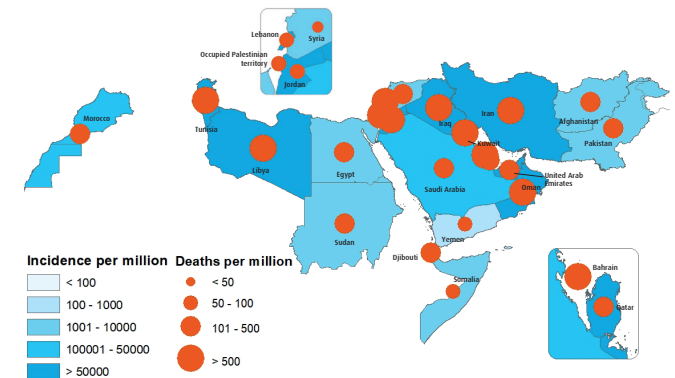 Lebanon
Syria
Occupied Palestinian
territory
Jordan
Morocco
Tunisia
Libya
Egypt
Iraq
Iran
Kuwait
Afghanistan
Pakistan
Saudi Arabia
United Arab
Emirates
Oman
Sudan
Yemen
Djibouti
Somalia
Bahrain
Qatar
Incidence per million
< 100
100 - 1000
1001 - 10000
100001 - 50000
> 50000
Deaths per million
< 50
50 - 100
101 - 500
> 500